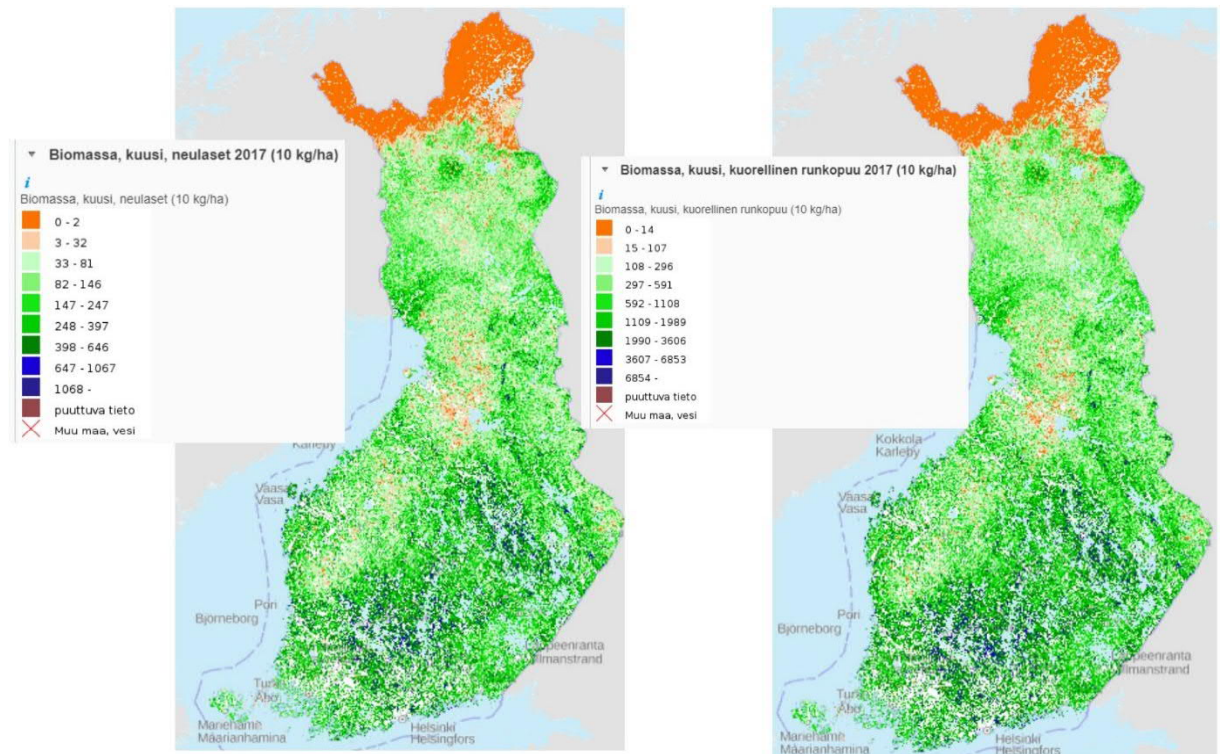 Biomassa, kuusi, neulaset 2017 (10 kg/ha)
i
Biomassa, kuusi, neulaset (10 kg/ha)
0 - 2
3 - 32
33 - 81
82 - 146
147 - 247
248 - 397
398 - 646
647 - 1067
1068 -
puuttuva tieto
Muu maa, vesi
Karleby
Vaasa
Vasa
Pori
Björneborg
Åbo
Helsinki
Helsingfors
Mariehamn
Maarianhamina
Biomassa, kuusi, kuorellinen runkopuu 2017 (10 kg/ha)
i
Biomassa, kuusi, kuorellinen runkopuu (10 kg/ha)
0 - 14
15 - 107
108 - 296
297 - 591
592 - 1108
1109 - 1989
1990 - 3606
3607 - 6853
6854 -
puuttuva tieto
Muu maa, vesi
Kokkola
Karleby
Vaasa
Vasa
Pori
Björneborg
Lappeenranta
Villmanstrand
Åbo
Helsinki
Helsingfors
Mariehamn
Maarianhamina